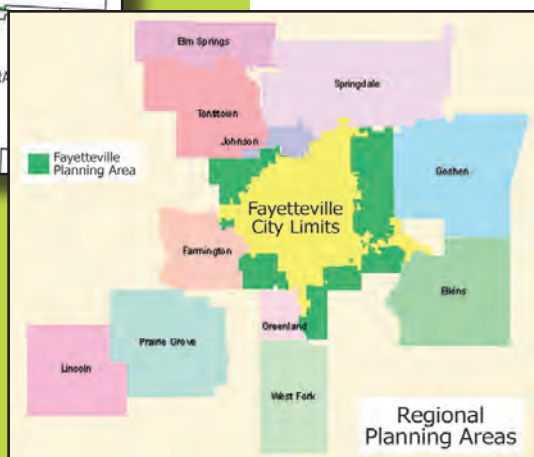 Elm Springs
Springdale
Tontitown
Johnson
Goshen
Fayetteville
Planning Area
Fayetteville
City Limits
Farmington
Elkins
Greenland
Prairie Grove
Lincoln
West Fork
Regional
Planning Areas